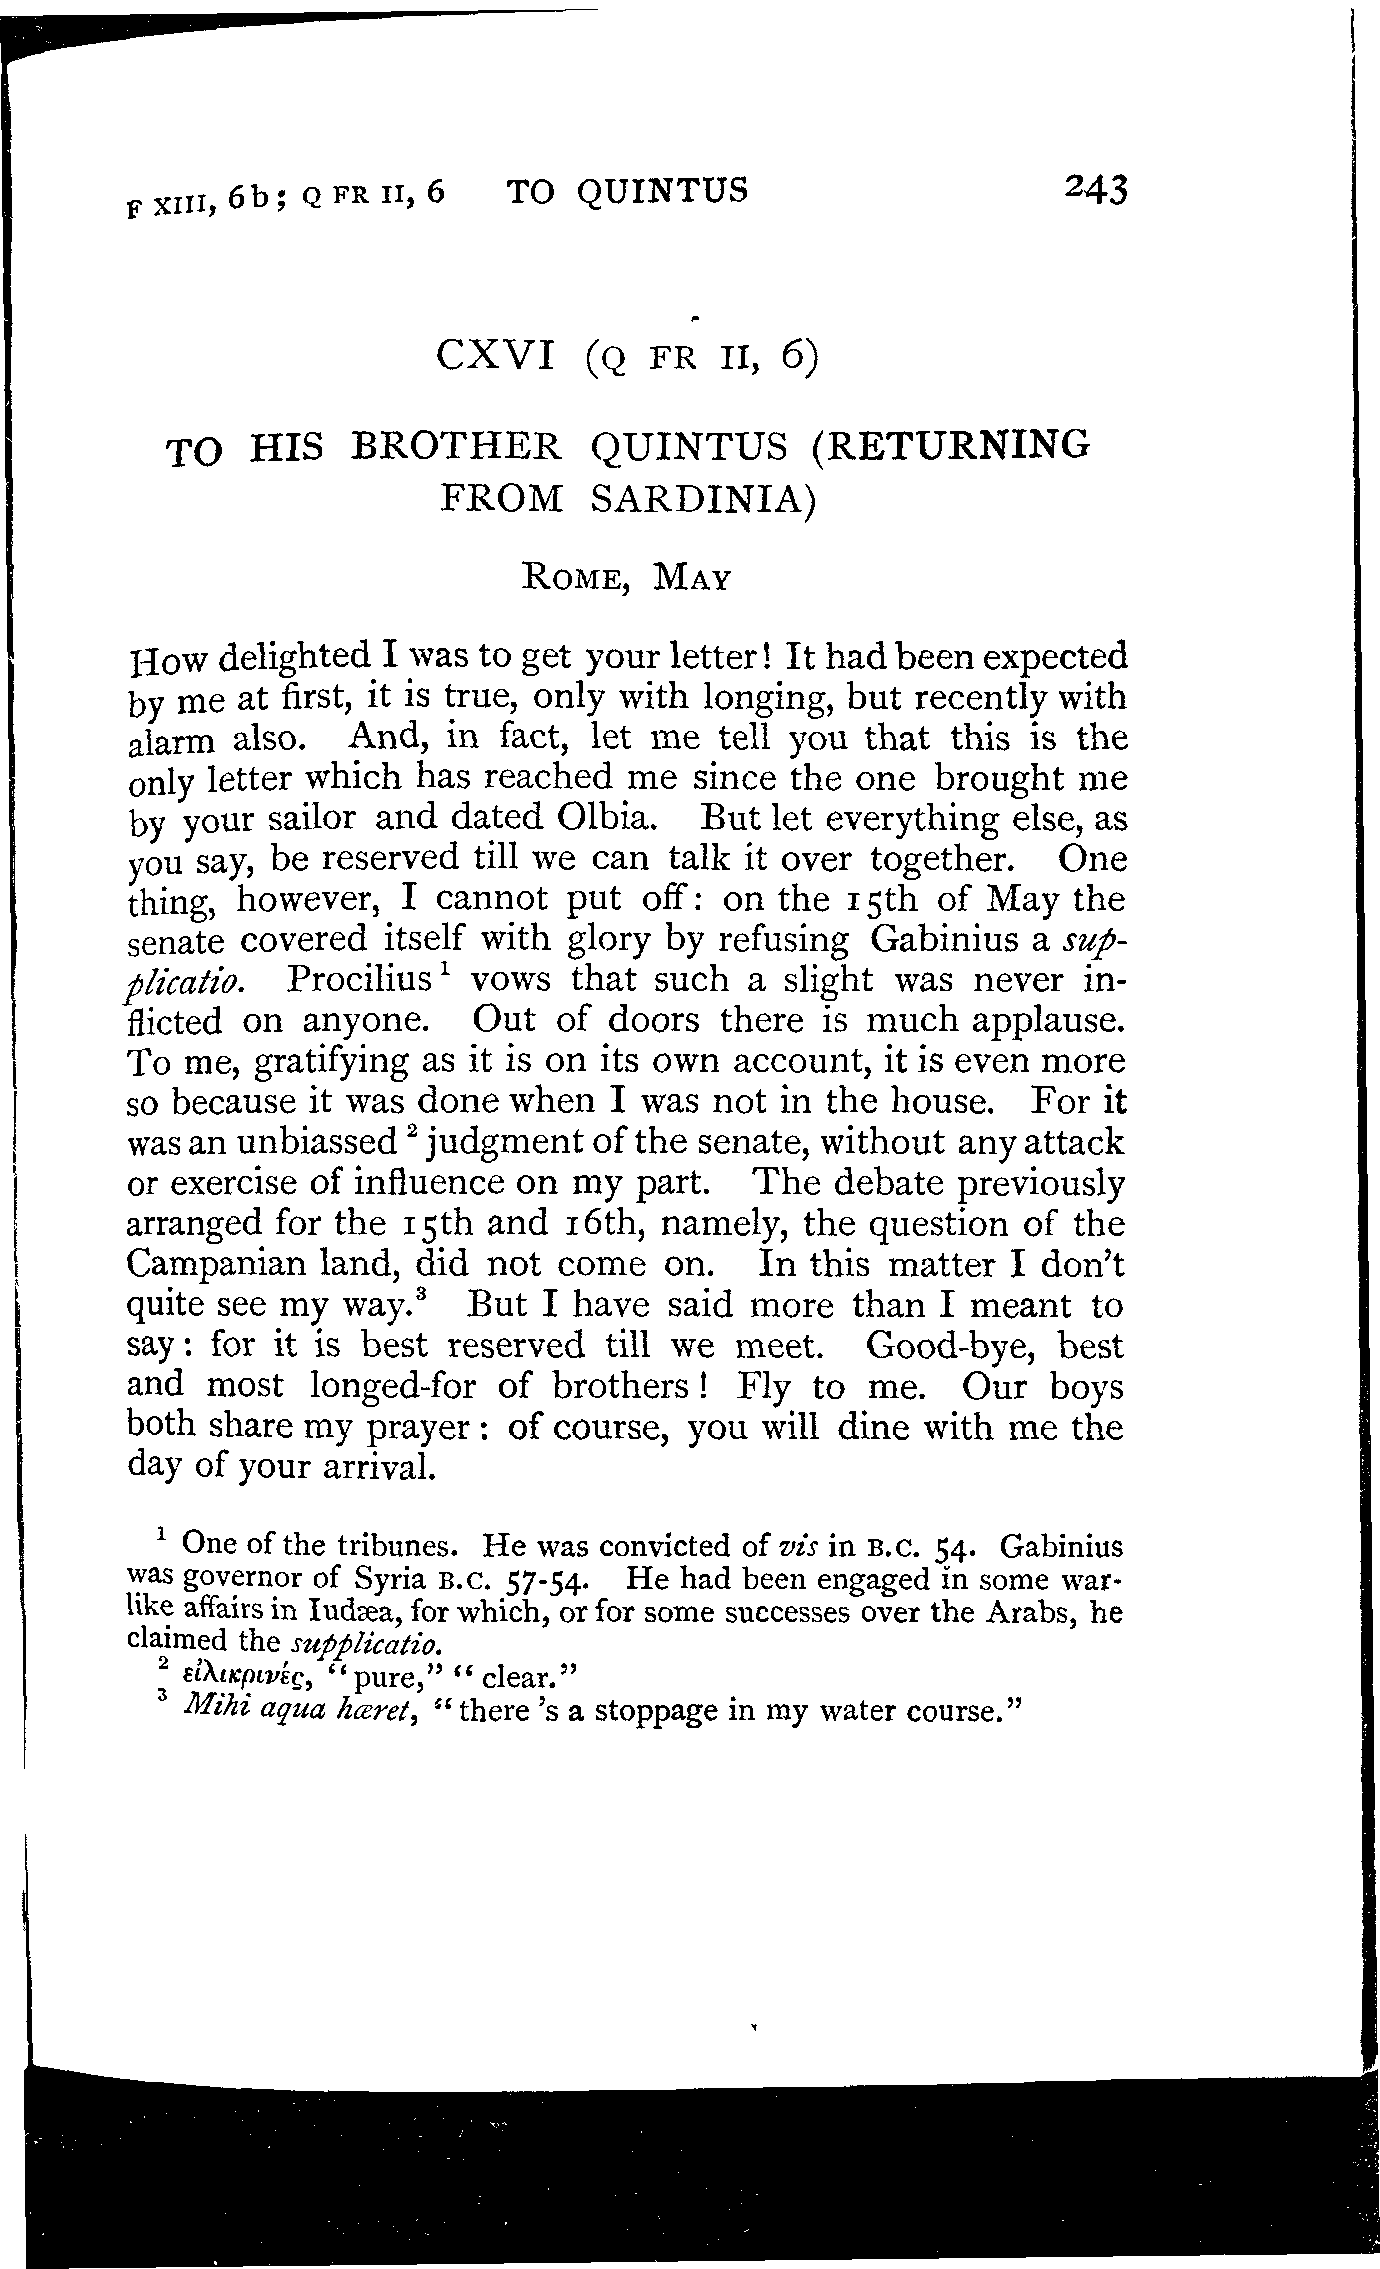 F XIII, 6b; Q FR II, 6 TO QUINTUS 243
CXVI (Q FR II, 6)
TO HIS BROTHER QUINTUS (RETURNING
FROM SARDINIA)
ROME, MAY
How delighted I was to get your letter! It had been expected
by me at first, it is true, only with longing, but recently with
alarm also. And, in fact, let me tell you that this is the
only letter which has reached me since the one brought me
by your sailor and dated Olbia. But let everything else, as
you say, be reserved till we can talk it over together. One
thing, however, I cannot put off: on the 15th of May the
senate covered itself with glory by refusing Gabinius a sup-
plicatio. Procilius¹ vows that such a slight was never in-
flicted on anyone. Out of doors there is much applause.
To me, gratifying as it is on its own account, it is even more
so because it was done when I was not in the house. For it
was an unbiassed² judgment of the senate, without any attack
or exercise of influence on my part. The debate previously
arranged for the 15th and 16th, namely, the question of the
Campanian land, did not come on. In this matter I don't
quite see my way.³ But I have said more than I meant to
say: for it is best reserved till we meet. Good-bye, best
and most longed-for of brothers! Fly to me. Our boys
both share my prayer: of course, you will dine with me the
day of your arrival.
¹ One of the tribunes. He was convicted of vis in B.C. 54. Gabinius
was governor of Syria B.C. 57-54. He had been engaged in some war-
like affairs in Iudæa, for which, or for some successes over the Arabs, he
claimed the supplicatio.
² εἰλικρινές, "pure," "clear."
³ Mihi aqua hæret, "there 's a stoppage in my water course."